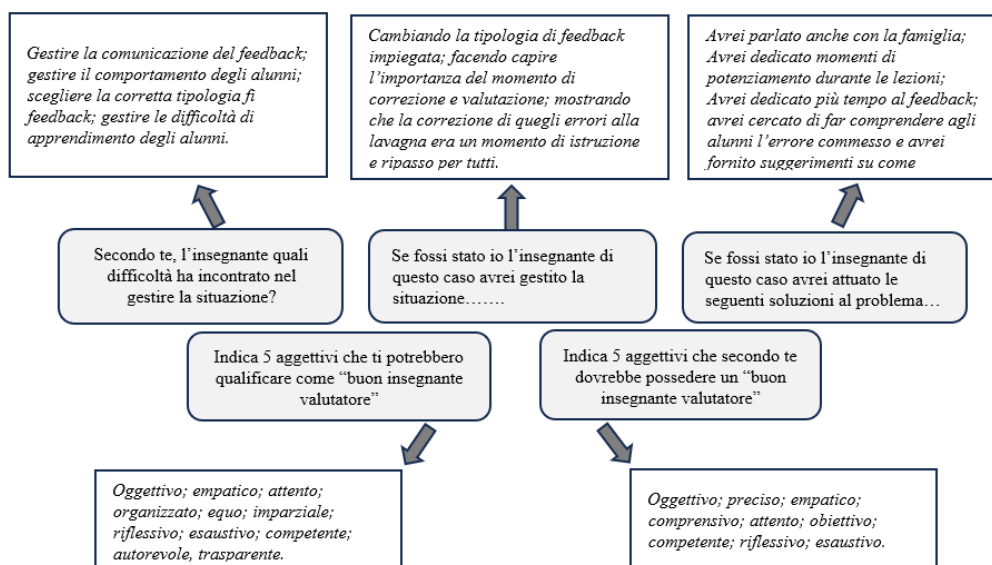 Gestire la comunicazione del feedback;
gestire il comportamento degli alunni;
scegliere la corretta tipologia fi
feedback; gestire le difficoltà di
apprendimento degli alunni.
Cambiando la tipologia di feedback
impiegata; facendo capire
l’importanza del momento di
correzione e valutazione; mostrando
che la correzione di quegli errori alla
lavagna era un momento di istruzione
e ripasso per tutti.
Avrei parlato anche con la famiglia;
Avrei dedicato momenti di
potenziamento durante le lezioni;
Avrei dedicato più tempo al feedback;
avrei cercato di far comprendere agli
alunni l’errore commesso e avrei
fornito suggerimenti su come
Secondo te, l’insegnante quali
difficoltà ha incontrato nel
gestire la situazione?
Se fossi stato io l’insegnante di
questo caso avrei gestito la
situazione…….
Se fossi stato io l’insegnante di
questo caso avrei attuato le
seguenti soluzioni al problema…
Indica 5 aggettivi che ti potrebbero
qualificare come “buon insegnante
valutatore”
Indica 5 aggettivi che secondo te
dovrebbe possedere un “buon
insegnante valutatore”
Oggettivo; empatico; attento;
organizzato; equo; imparziale;
riflessivo; esaustivo; competente;
autorevole, trasparente.
Oggettivo; preciso; empatico;
comprensivo; attento; obiettivo;
competente; riflessivo; esaustivo.